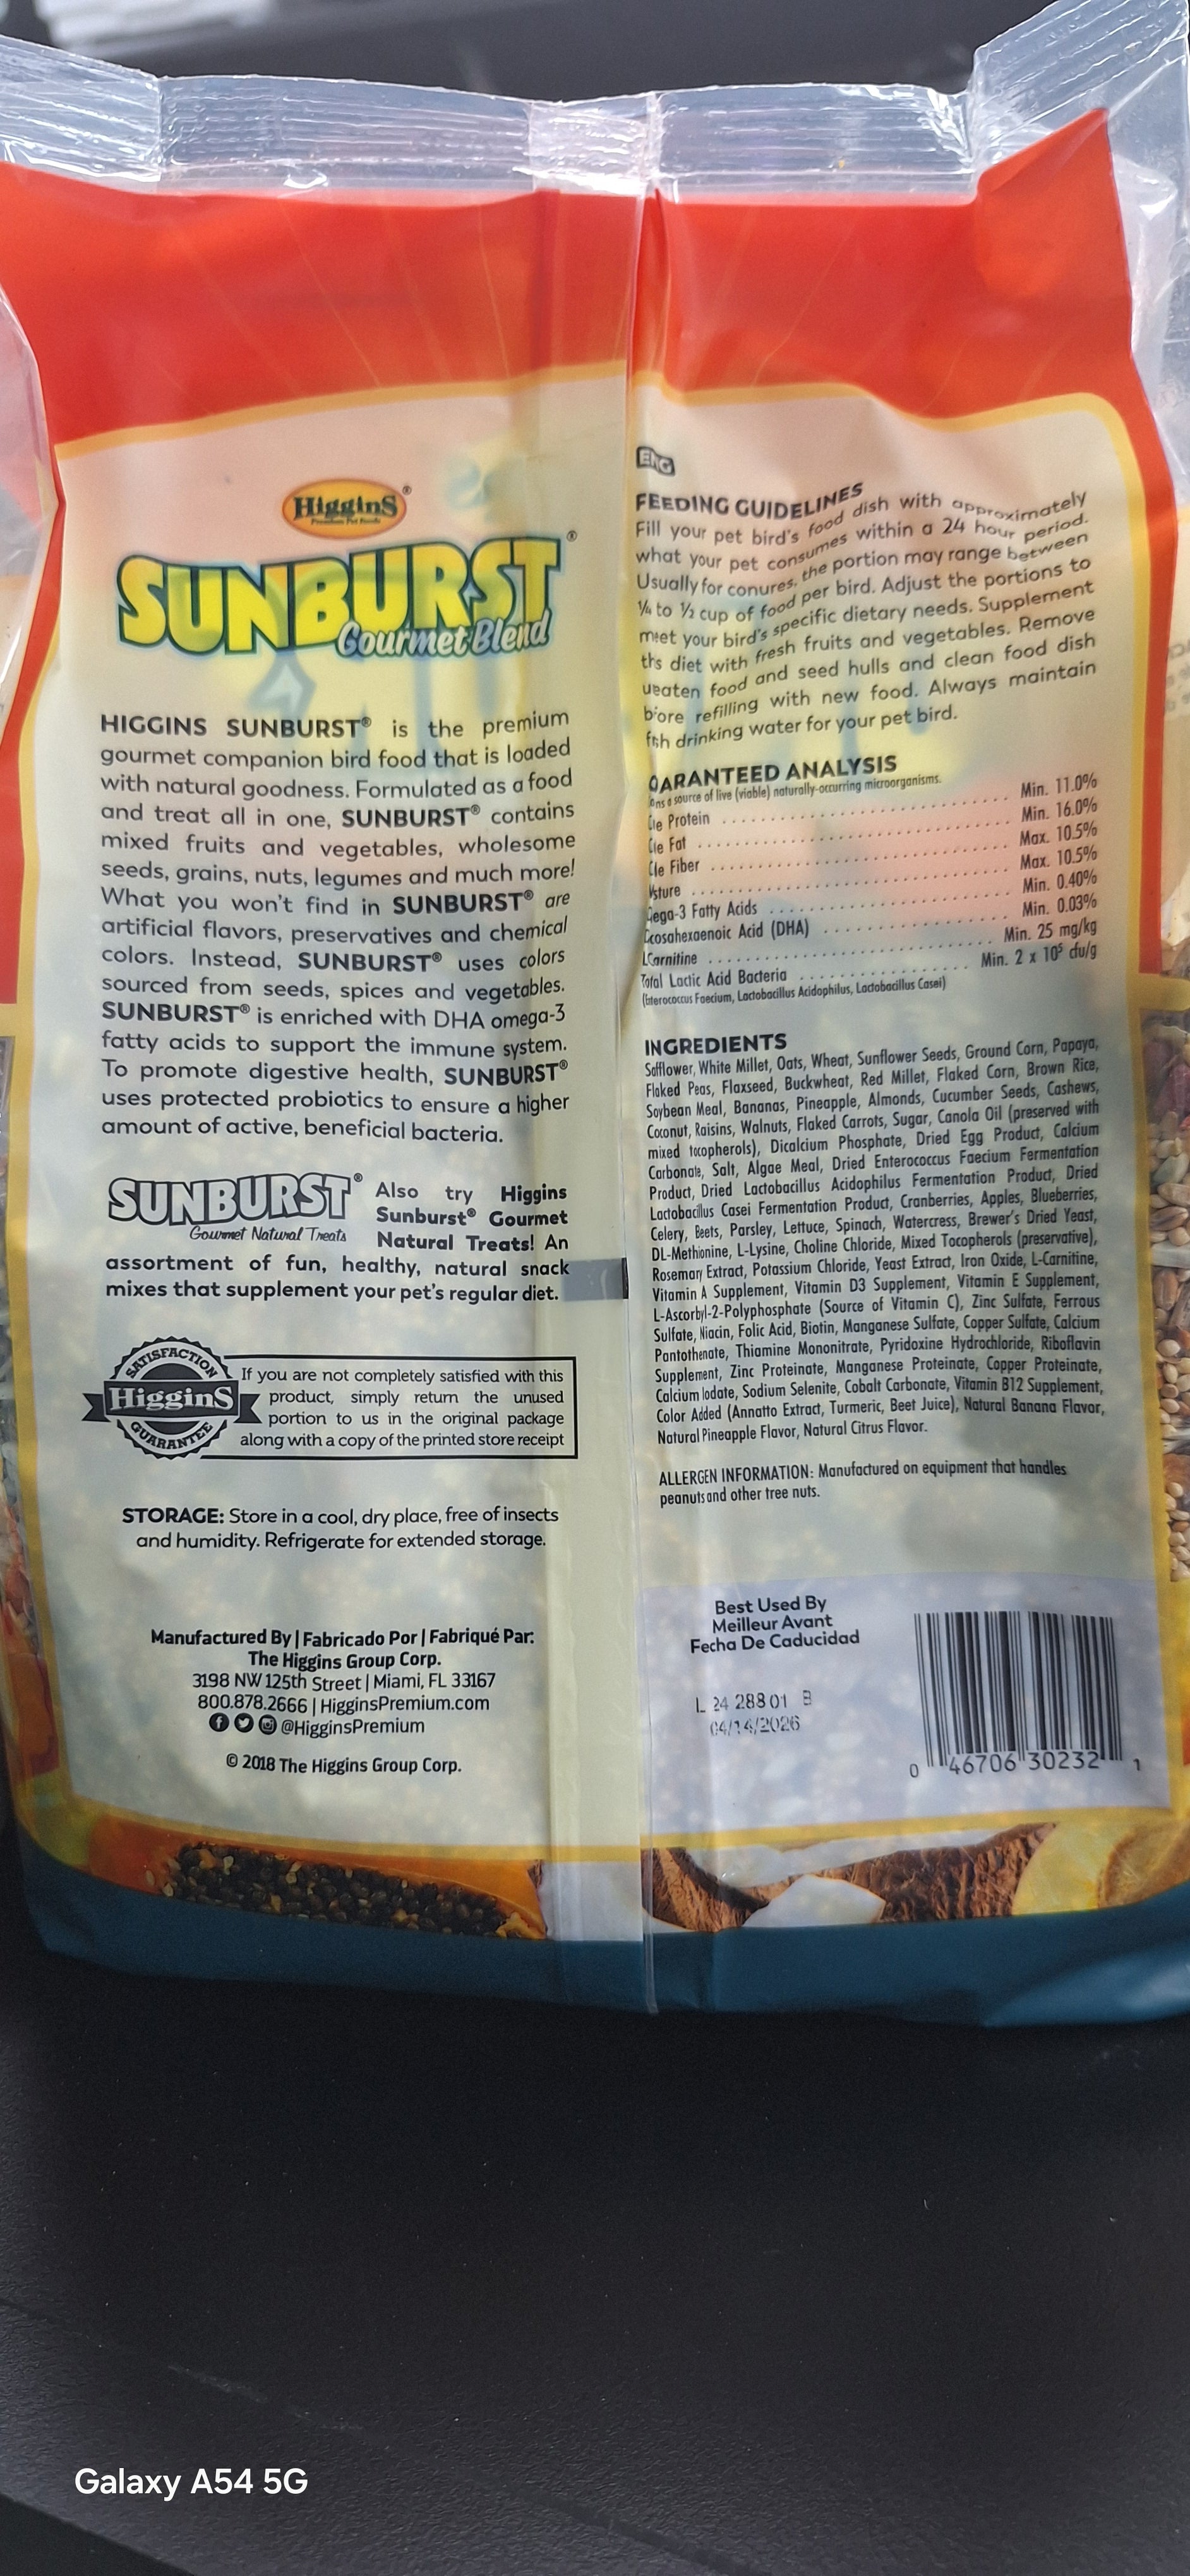 HigginS®
Premium Pet Foods
SUNBURST®
Gourmet Blend
HIGGINS SUNBURST® is the premium
gourmet companion bird food that is loaded
with natural goodness. Formulated as a food
and treat all in one, SUNBURST® contains
mixed fruits and vegetables, wholesome
seeds, grains, nuts, legumes and much more!
What you won't find in SUNBURST® are
artificial flavors, preservatives and chemical
colors. Instead, SUNBURST® uses colors
sourced from seeds, spices and vegetables.
SUNBURST® is enriched with DHA omega-3
fatty acids to support the immune system.
To promote digestive health, SUNBURST®
uses protected probiotics to ensure a higher
amount of active, beneficial bacteria.
SUNBURST®
Gourmet Natural Treats
Also try Higgins
Sunburst® Gourmet
Natural Treats! An
assortment of fun, healthy, natural snack
mixes that supplement your pet's regular diet.
SATISFACTION
HigginS
GUARANTEE
If you are not completely satisfied with this
product, simply return the unused
portion to us in the original package
along with a copy of the printed store receipt
STORAGE: Store in a cool, dry place, free of insects
and humidity. Refrigerate for extended storage.
Manufactured By | Fabricado Por | Fabriqué Par:
The Higgins Group Corp.
3198 NW 125th Street | Miami, FL 33167
800.878.2666 | HigginsPremium.com
@HigginsPremium
© 2018 The Higgins Group Corp.
ENG
FEEDING GUIDELINES
Fill your pet bird's food dish with approximately
what your pet consumes within a 24 hour period.
Usually for conures, the portion may range between
¼ to ½ cup of food per bird. Adjust the portions to
meet your bird's specific dietary needs. Supplement
ths diet with fresh fruits and vegetables. Remove
ueaten food and seed hulls and clean food dish
b'ore refilling with new food. Always maintain
fsh drinking water for your pet bird.
ARANTEED ANALYSIS
source of live (viable) naturally-occurring microorganisms.
e Protein . . . . . Min. 11.0%
e Fat . . . . . Min. 16.0%
le Fiber . . . . . Max. 10.5%
sture . . . . . Max. 10.5%
ega-3 Fatty Acids . . . . . Min. 0.40%
cosahexaenoic Acid (DHA) . . . . . Min. 0.03%
L-Carnitine . . . . . Min. 25 mg/kg
Total Lactic Acid Bacteria . . . . . Min. 2 x 10⁵ cfu/g
(nterococcus Faecium, Lactobacillus Acidophilus, Lactobacillus Casei)
INGREDIENTS
Safflower, White Millet, Oats, Wheat, Sunflower Seeds, Ground Corn, Papaya,
Flaked Peas, Flaxseed, Buckwheat, Red Millet, Flaked Corn, Brown Rice,
Soybean Meal, Bananas, Pineapple, Almonds, Cucumber Seeds, Cashews,
Coconut, Raisins, Walnuts, Flaked Carrots, Sugar, Canola Oil (preserved with
mixed tocopherols), Dicalcium Phosphate, Dried Egg Product, Calcium
Carbonate, Salt, Algae Meal, Dried Enterococcus Faecium Fermentation
Product, Dried Lactobacillus Acidophilus Fermentation Product, Dried
Lactobacillus Casei Fermentation Product, Cranberries, Apples, Blueberries,
Celery, Beets, Parsley, Lettuce, Spinach, Watercress, Brewer's Dried Yeast,
DL-Methionine, L-Lysine, Choline Chloride, Mixed Tocopherols (preservative),
Rosemary Extract, Potassium Chloride, Yeast Extract, Iron Oxide, L-Carnitine,
Vitamin A Supplement, Vitamin D3 Supplement, Vitamin E Supplement,
L-Ascorbyl-2-Polyphosphate (Source of Vitamin C), Zinc Sulfate, Ferrous
Sulfate, Niacin, Folic Acid, Biotin, Manganese Sulfate, Copper Sulfate, Calcium
Pantothenate, Thiamine Mononitrate, Pyridoxine Hydrochloride, Riboflavin
Supplement, Zinc Proteinate, Manganese Proteinate, Copper Proteinate,
Calcium Iodate, Sodium Selenite, Cobalt Carbonate, Vitamin B12 Supplement,
Color Added (Annatto Extract, Turmeric, Beet Juice), Natural Banana Flavor,
Natural Pineapple Flavor, Natural Citrus Flavor.
ALLERGEN INFORMATION: Manufactured on equipment that handles
peanuts and other tree nuts.
Best Used By
Meilleur Avant
Fecha De Caducidad
L 24 288 01 B
04/14/2026
0 46706 30232 1
Galaxy A54 5G